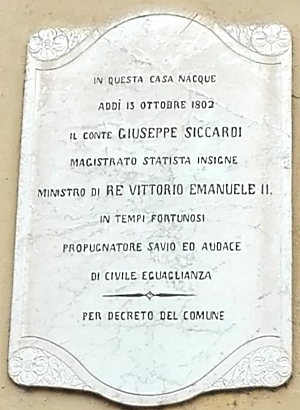 IN QUESTA CASA NACQUE
ADDÌ 13 OTTOBRE 1802
IL CONTE GIUSEPPE SICCARDI
MAGISTRATO STATISTA INSIGNE
MINISTRO DI RE VITTORIO EMANUELE II.
IN TEMPI FORTUNOSI
PROPUGNATORE SAVIO ED AUDACE
DI CIVILE EGUAGLIANZA
PER DECRETO DEL COMUNE